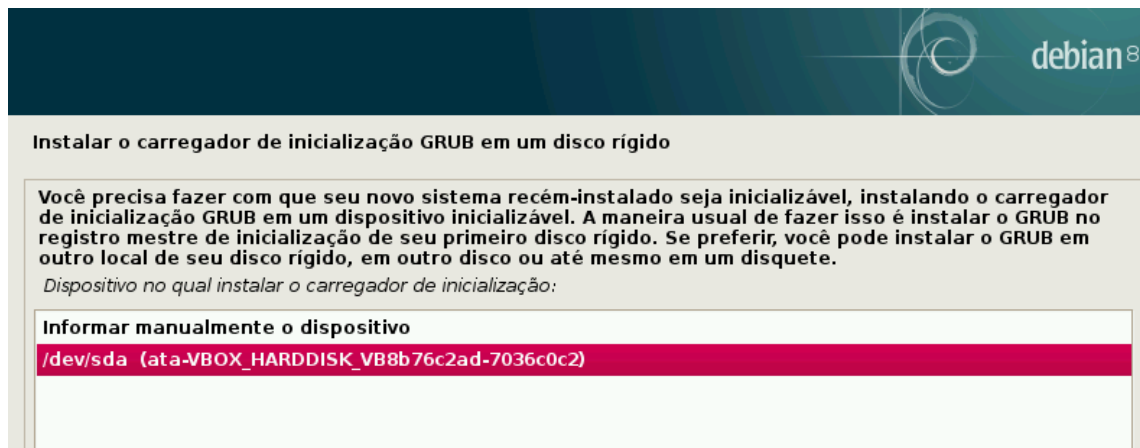 debian 8
Instalar o carregador de inicialização GRUB em um disco rígido
Você precisa fazer com que seu novo sistema recém-instalado seja inicializável, instalando o carregador
de inicialização GRUB em um dispositivo inicializável. A maneira usual de fazer isso é instalar o GRUB no
registro mestre de inicialização de seu primeiro disco rígido. Se preferir, você pode instalar o GRUB em
outro local de seu disco rígido, em outro disco ou até mesmo em um disquete.
Dispositivo no qual instalar o carregador de inicialização:
Informar manualmente o dispositivo
/dev/sda (ata-VBOX_HARDDISK_VB8b76c2ad-7036c0c2)